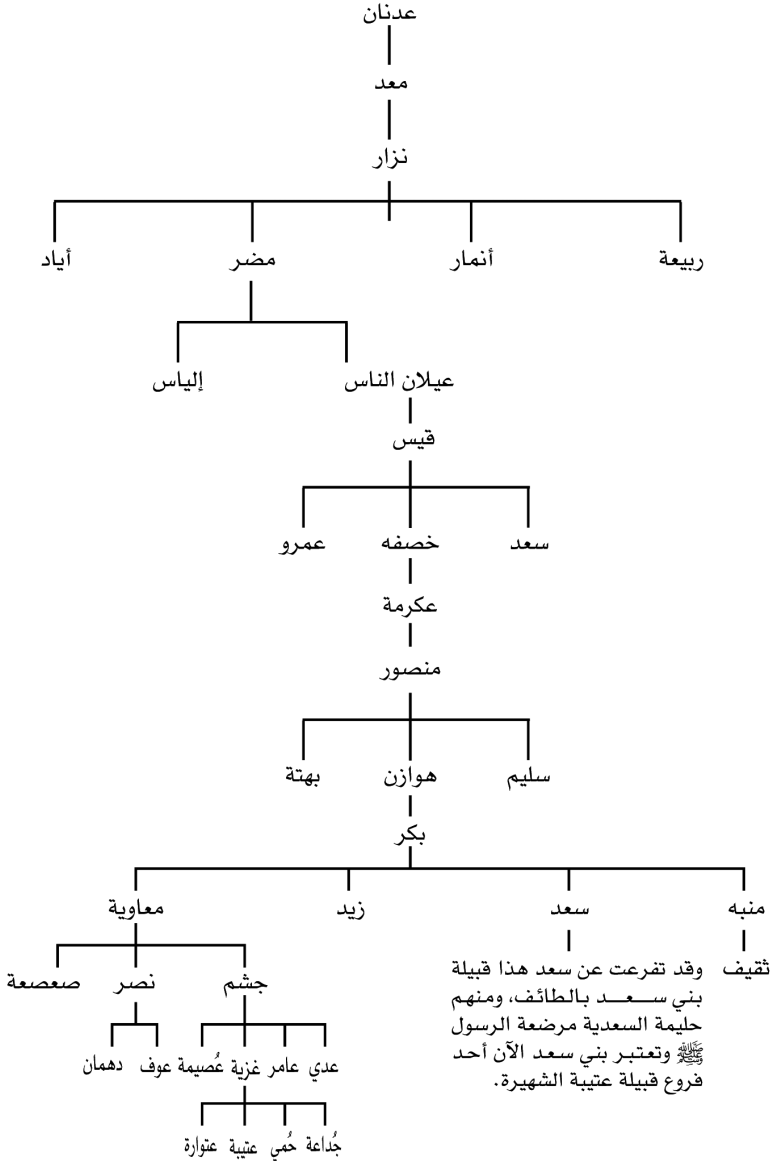 عدنان
معد
نزار
ربيعة أنمار مضر أياد
عيلان الناس إلياس
قيس
سعد خصفه عمرو
عكرمة
منصور
سليم هوازن بهتة
بكر
منبه سعد زيد معاوية
ثقيف
وقد تفرعت عن سعد هذا قبيلة
بني ســـعــد بالطائف، ومنهم
حليمة السعدية مرضعة الرسول
ﷺ وتعتبر بني سعد الآن أحد
فروع قبيلة عتيبة الشهيرة.
جشم نصر صعصعة
عدي عامر غزية عُصيمة عوف دهمان
جُداعة حُمي عتيبة عتوارة